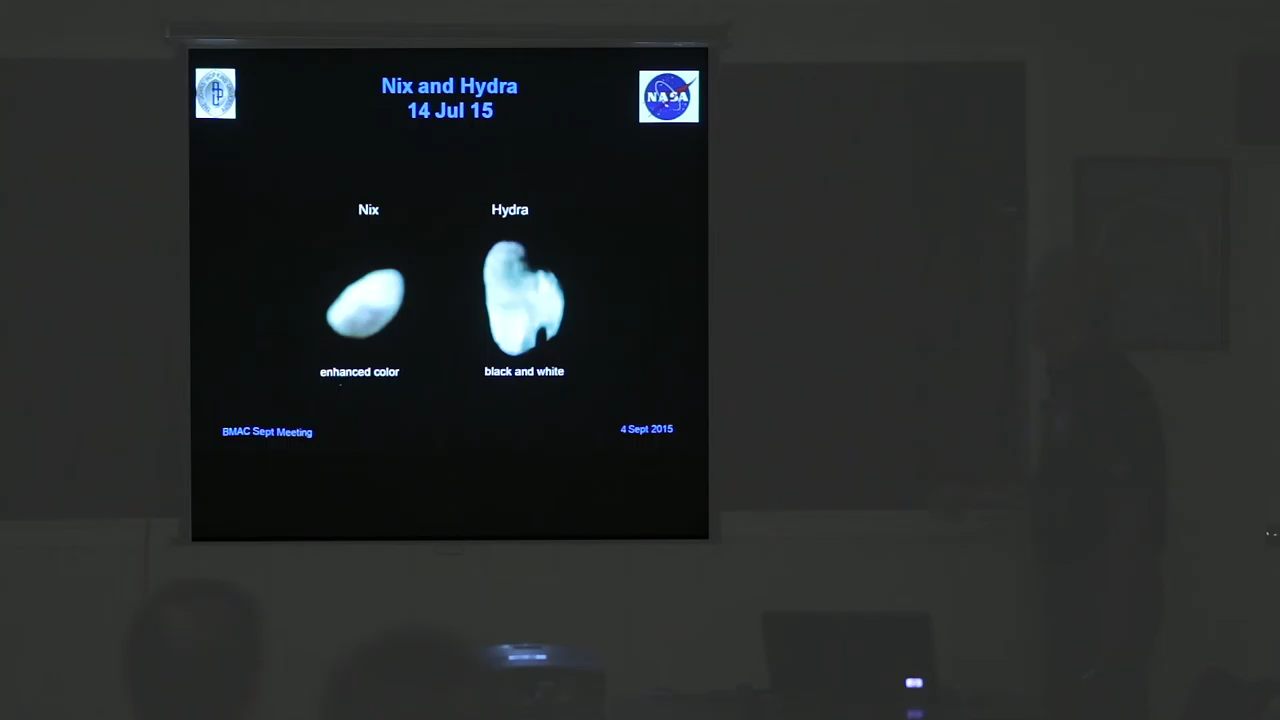 Nix and Hydra
14 Jul 15
NASA
Nix
Hydra
enhanced color
black and white
BMAC Sept Meeting
4 Sept 2015